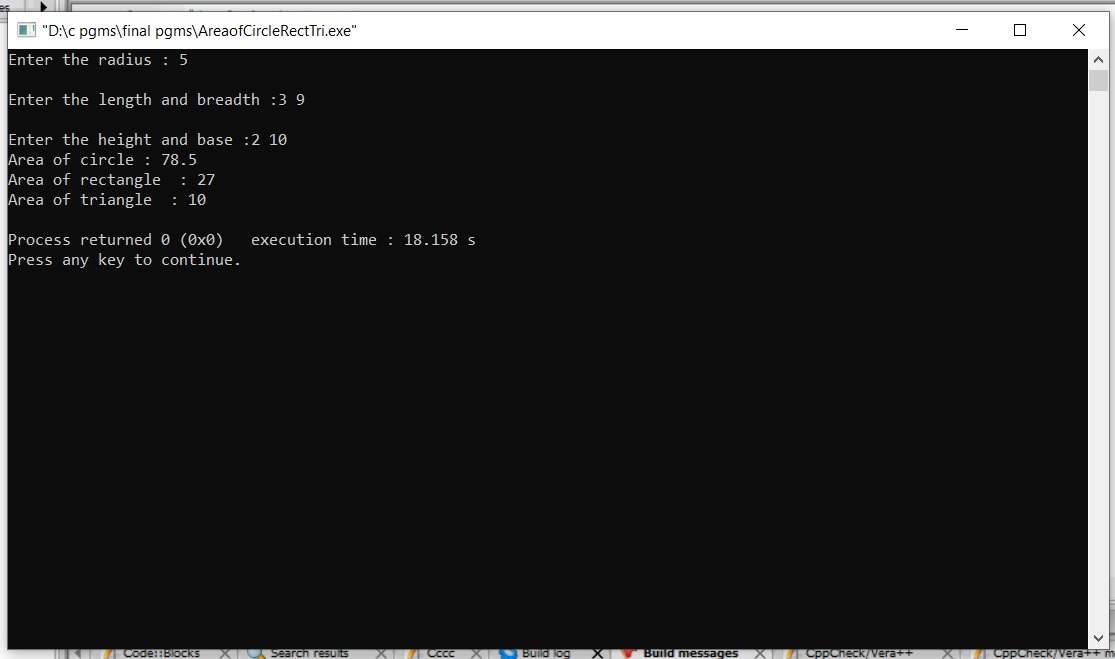 "D:\c pgms\final pgms\AreaofCircleRectTri.exe"
Enter the radius : 5
Enter the length and breadth :3 9
Enter the height and base :2 10
Area of circle : 78.5
Area of rectangle  : 27
Area of triangle  : 10
Process returned 0 (0x0)   execution time : 18.158 s
Press any key to continue.
Code::Blocks Search results Cccc Build log Build messages CppCheck/Vera++ CppCheck/Vera++